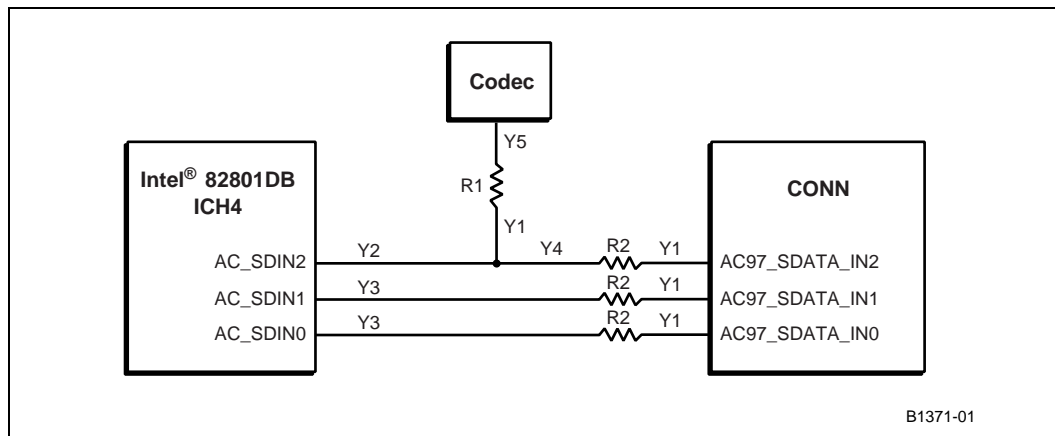 Codec
Y5
Intel® 82801DB
ICH4
R1
CONN
Y1
AC_SDIN2
Y2
Y4
R2
Y1
AC97_SDATA_IN2
AC_SDIN1
Y3
R2
Y1
AC97_SDATA_IN1
AC_SDIN0
Y3
R2
Y1
AC97_SDATA_IN0
B1371-01